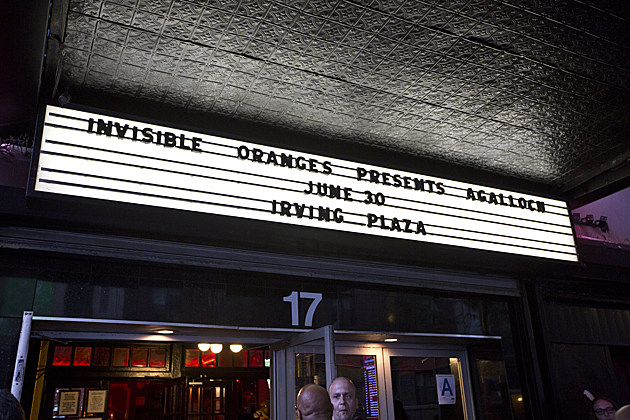 INVISIBLE ORANGES PRESENTS AGALLOCH
JUNE 30
IRVING PLAZA
17
A